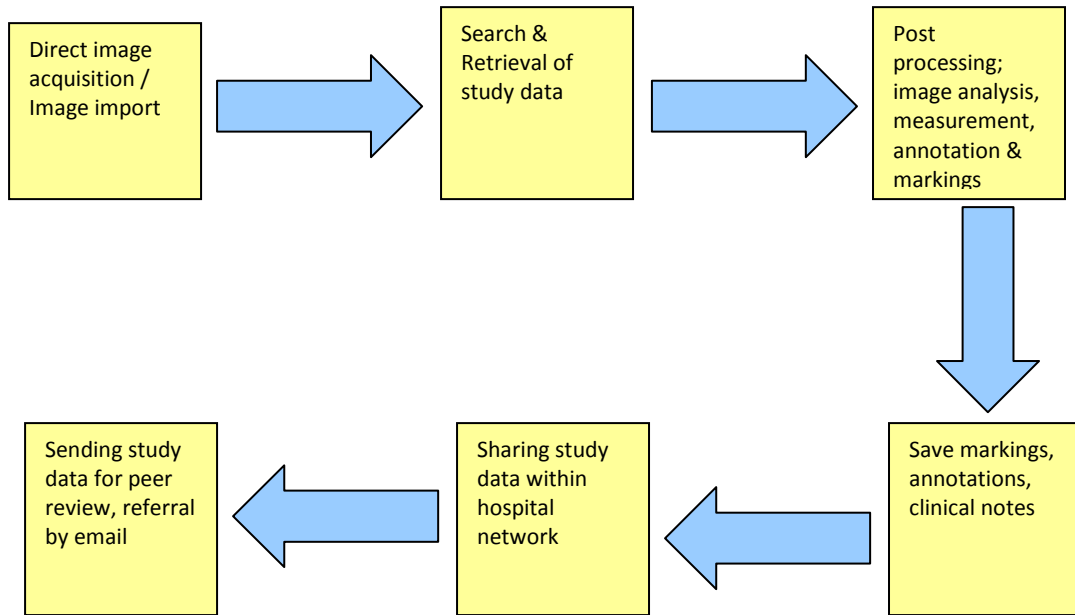 Direct image
acquisition /
Image import
Search &
Retrieval of
study data
Post
processing;
image analysis,
measurement,
annotation &
markings
Save markings,
annotations,
clinical notes
Sharing study
data within
hospital
network
Sending study
data for peer
review, referral
by email